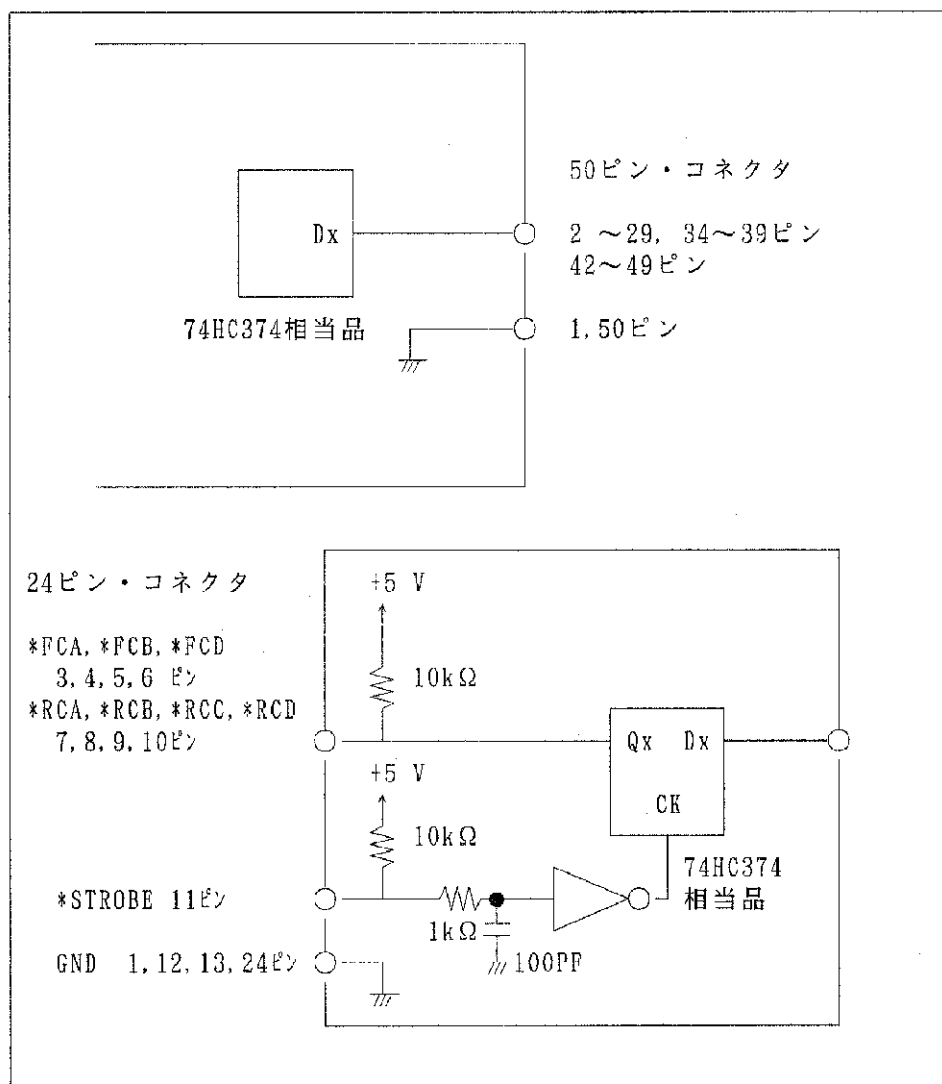 50ピン・コネクタ
Dx
2 ～29, 34～39ピン
42～49ピン
74HC374相当品
1,50ピン
24ピン・コネクタ
+5 V
*FCA, *FCB, *FCD
3,4,5,6 ピン
10kΩ
*RCA, *RCB, *RCC, *RCD
7,8,9,10ピン
Qx Dx
+5 V
CK
10kΩ
74HC374
相当品
*STROBE 11ピン
1kΩ
GND 1,12,13,24ピン
100PF